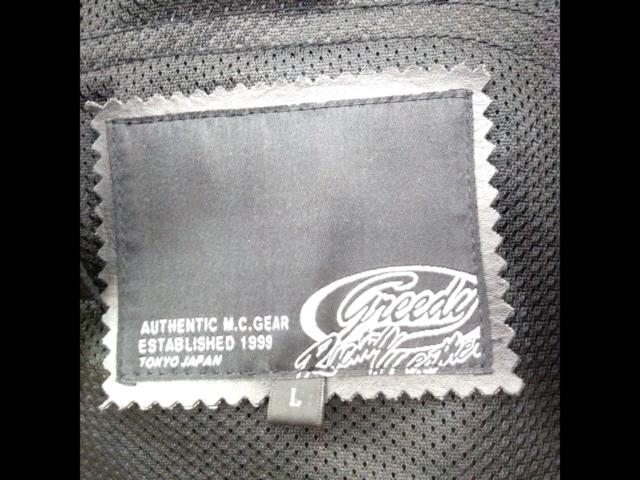 AUTHENTIC M.C.GEAR
ESTABLISHED 1999
TOKYO JAPAN
Greedy
L